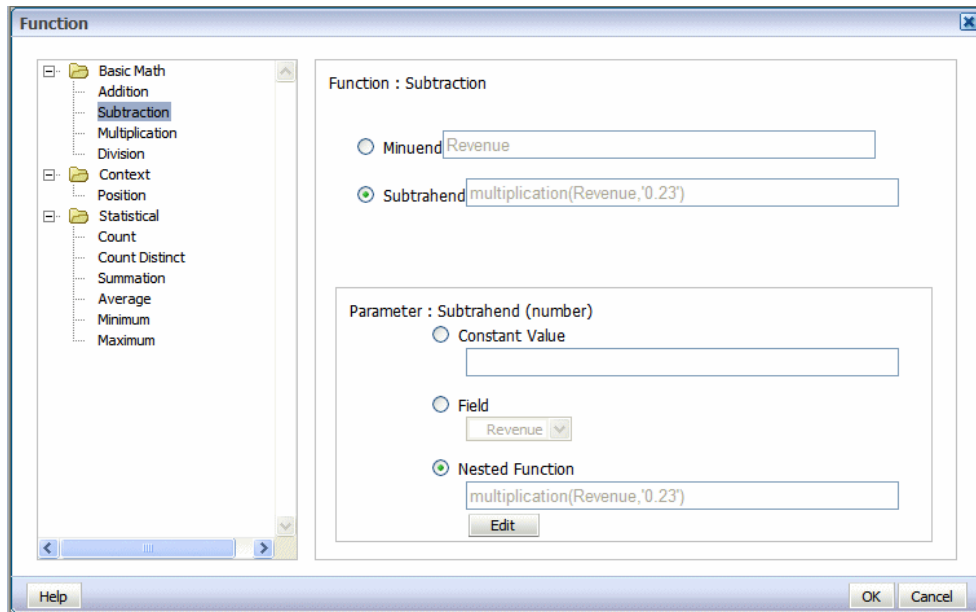 Function
Basic Math
Addition
Subtraction
Multiplication
Division
Context
Position
Statistical
Count
Count Distinct
Summation
Average
Minimum
Maximum
Function : Subtraction
Minuend Revenue
Subtrahend multiplication(Revenue,'0.23')
Parameter : Subtrahend (number)
Constant Value
Field
Revenue
Nested Function
multiplication(Revenue,'0.23')
Edit
Help OK Cancel